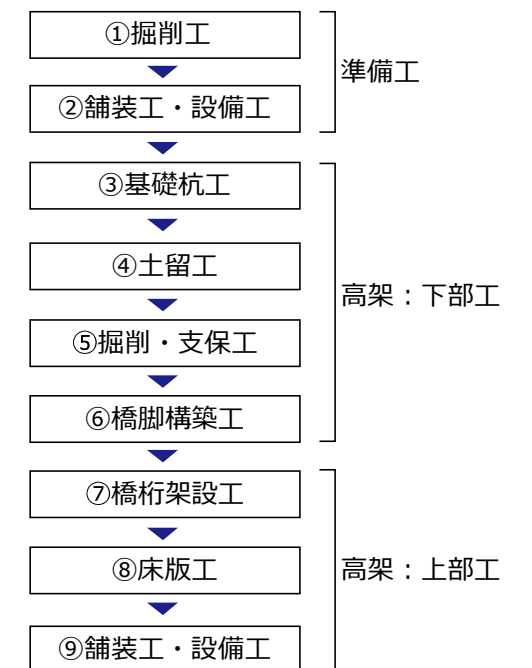 ①掘削工
準備工
②舗装工・設備工
③基礎杭工
④土留工
高架：下部工
⑤掘削・支保工
⑥橋脚構築工
⑦橋桁架設工
⑧床版工
高架：上部工
⑨舗装工・設備工